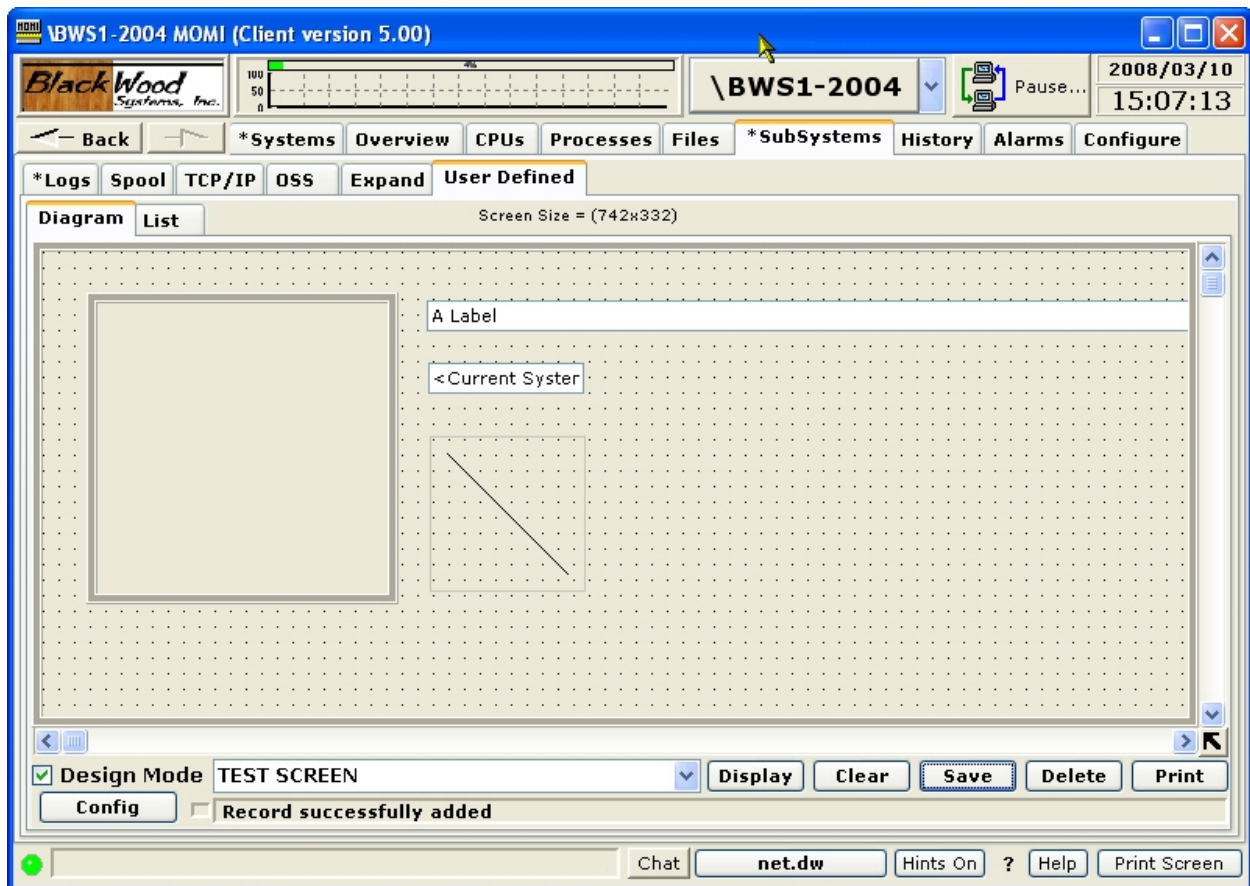 \BWS1-2004 MOMI (Client version 5.00)
BlackWood Systems, Inc.
100
50
0
4%
\BWS1-2004
Pause...
2008/03/10
15:07:13
Back
*Systems Overview CPUs Processes Files *SubSystems History Alarms Configure
*Logs Spool TCP/IP OSS Expand User Defined
Diagram List
Screen Size = (742x332)
A Label
<Current Syster
Design Mode TEST SCREEN Display Clear Save Delete Print
Config Record successfully added
Chat net.dw Hints On ? Help Print Screen